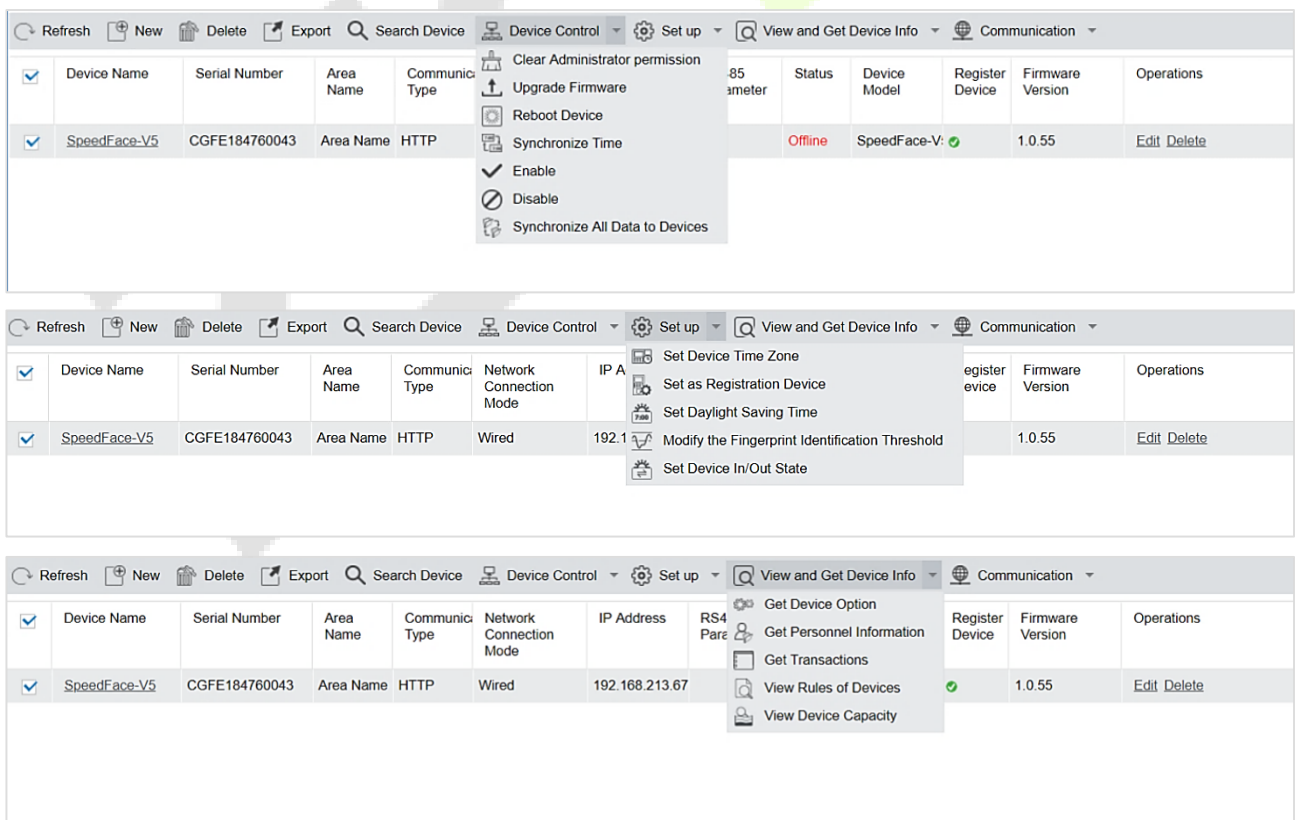 Refresh New Delete Export Search Device Device Control Set up View and Get Device Info Communication
Device Name Serial Number Area Name Communica Type 85 ameter Status Device Model Register Device Firmware Version Operations
SpeedFace-V5 CGFE184760043 Area Name HTTP Offline SpeedFace-V: 1.0.55 Edit Delete
Clear Administrator permission
Upgrade Firmware
Reboot Device
Synchronize Time
Enable
Disable
Synchronize All Data to Devices
Refresh New Delete Export Search Device Device Control Set up View and Get Device Info Communication
Device Name Serial Number Area Name Communica Type Network Connection Mode IP A egister evice Firmware Version Operations
SpeedFace-V5 CGFE184760043 Area Name HTTP Wired 192.1 1.0.55 Edit Delete
Set Device Time Zone
Set as Registration Device
Set Daylight Saving Time
Modify the Fingerprint Identification Threshold
Set Device In/Out State
Refresh New Delete Export Search Device Device Control Set up View and Get Device Info Communication
Device Name Serial Number Area Name Communica Type Network Connection Mode IP Address RS4 Para Register Device Firmware Version Operations
SpeedFace-V5 CGFE184760043 Area Name HTTP Wired 192.168.213.67 1.0.55 Edit Delete
Get Device Option
Get Personnel Information
Get Transactions
View Rules of Devices
View Device Capacity